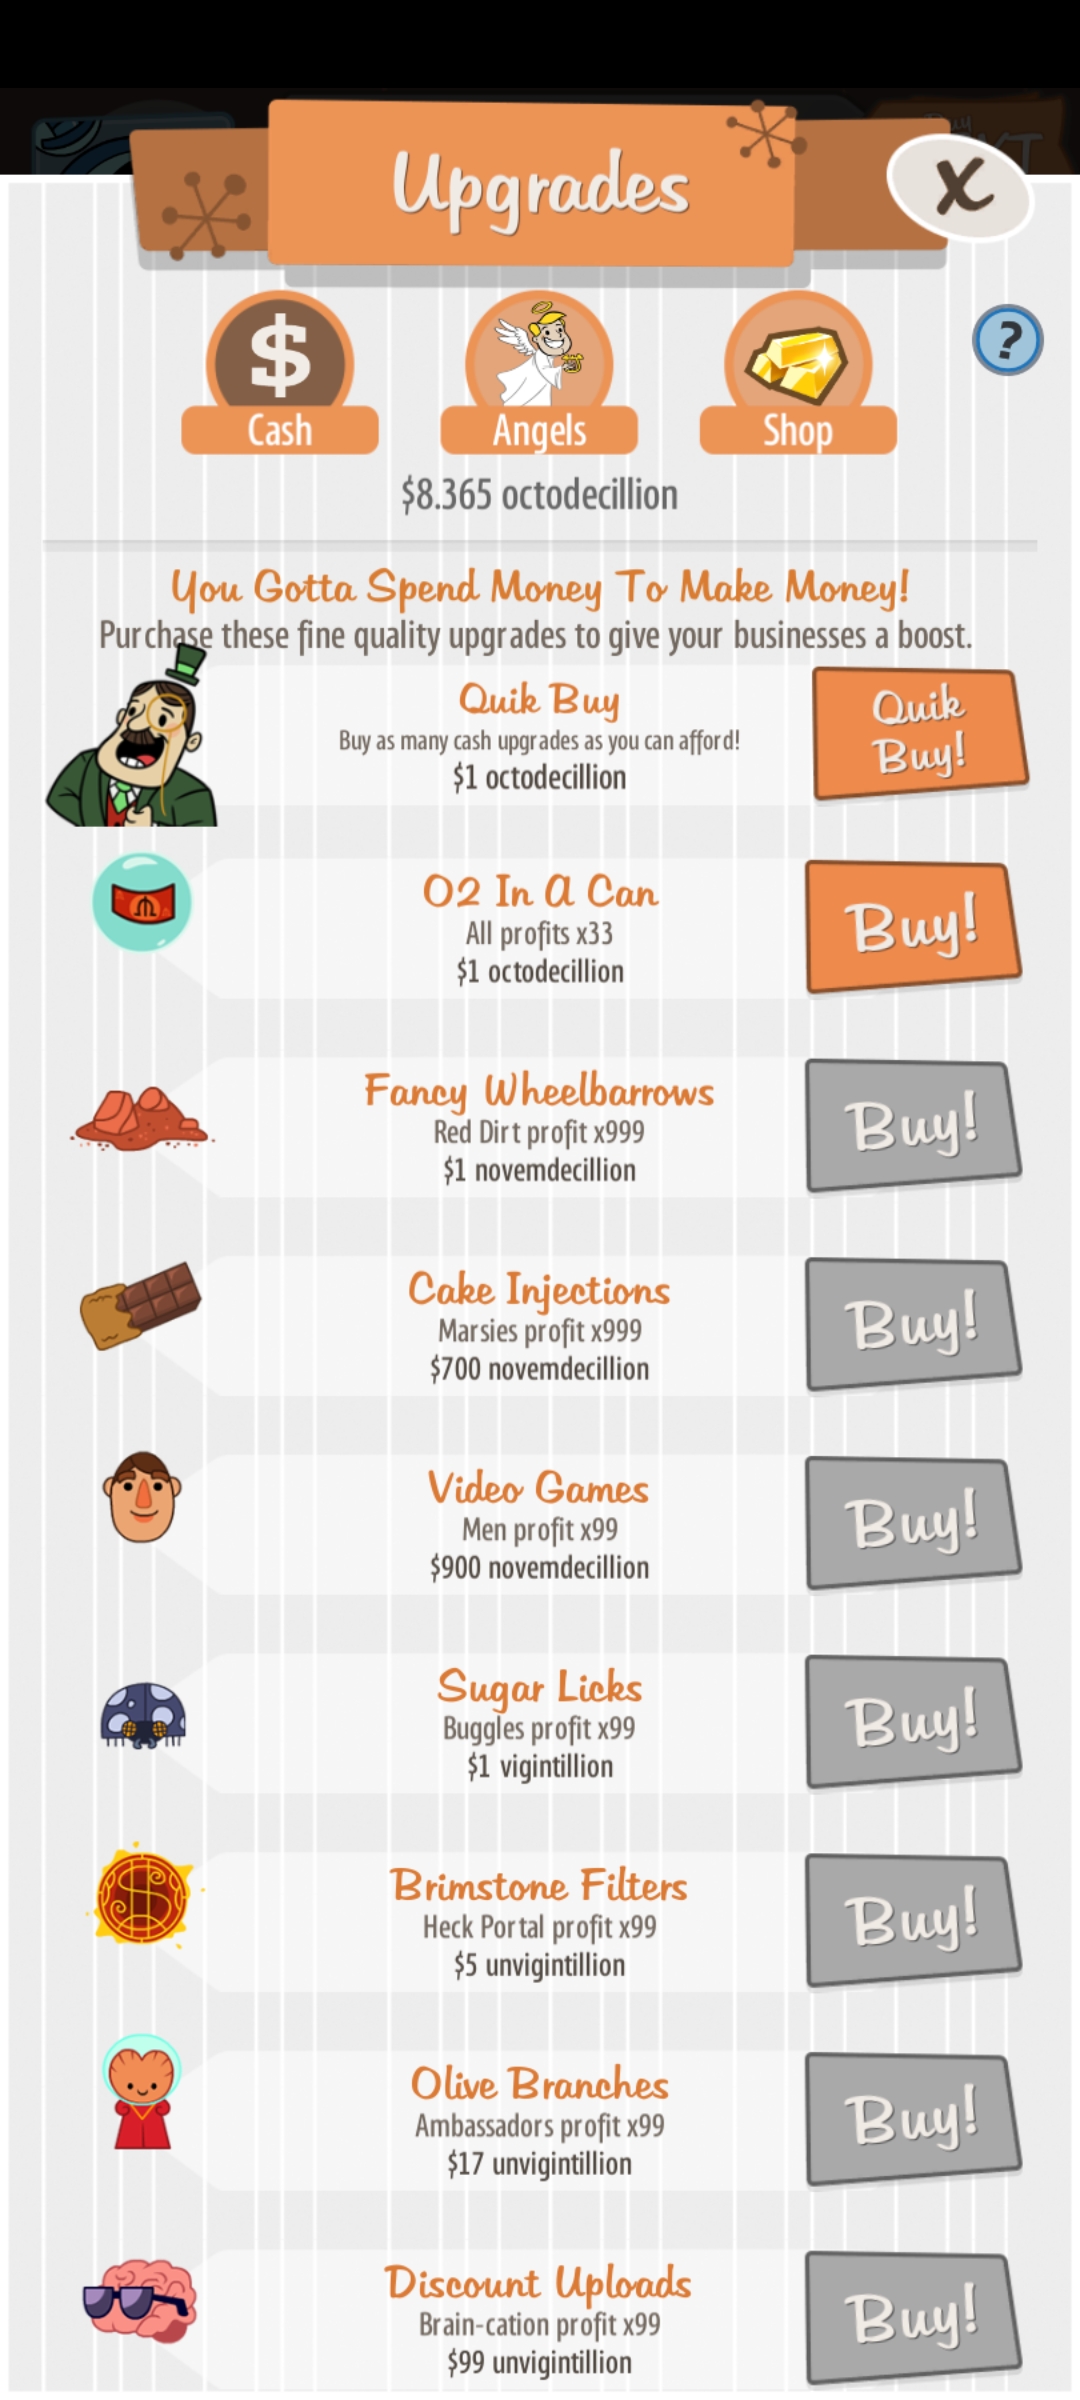 Upgrades
X
$
?
Cash
Angels
Shop
$8.365 octodecillion
You Gotta Spend Money To Make Money!
Purchase these fine quality upgrades to give your businesses a boost.
Quik Buy
Buy as many cash upgrades as you can afford!
$1 octodecillion
Quik
Buy!
O2 In A Can
All profits x33
$1 octodecillion
Buy!
Fancy Wheelbarrows
Red Dirt profit x999
$1 novemdecillion
Buy!
Cake Injections
Marsies profit x999
$700 novemdecillion
Buy!
Video Games
Men profit x99
$900 novemdecillion
Buy!
Sugar Licks
Buggles profit x99
$1 vigintillion
Buy!
Brimstone Filters
Heck Portal profit x99
$5 unvigintillion
Buy!
Olive Branches
Ambassadors profit x99
$17 unvigintillion
Buy!
Discount Uploads
Brain-cation profit x99
$99 unvigintillion
Buy!